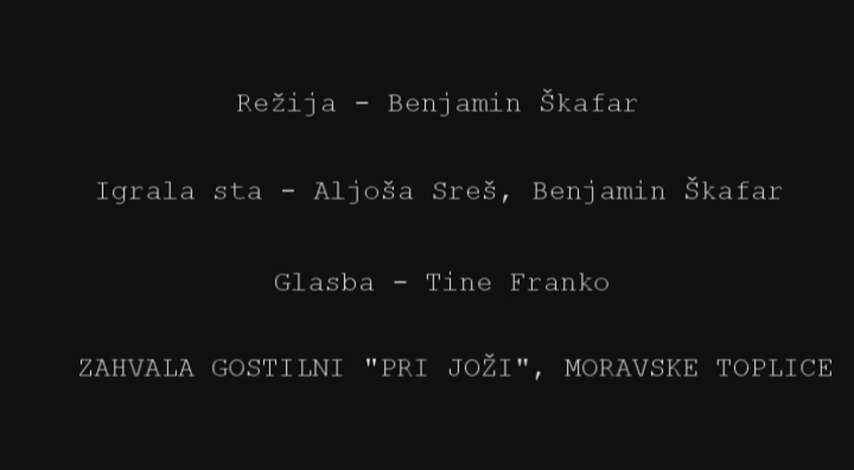 Režija - Benjamin Škafar
Igrala sta - Aljoša Sreš, Benjamin Škafar
Glasba - Tine Franko
ZAHVALA GOSTILNI "PRI JOŽI", MORAVSKE TOPLICE